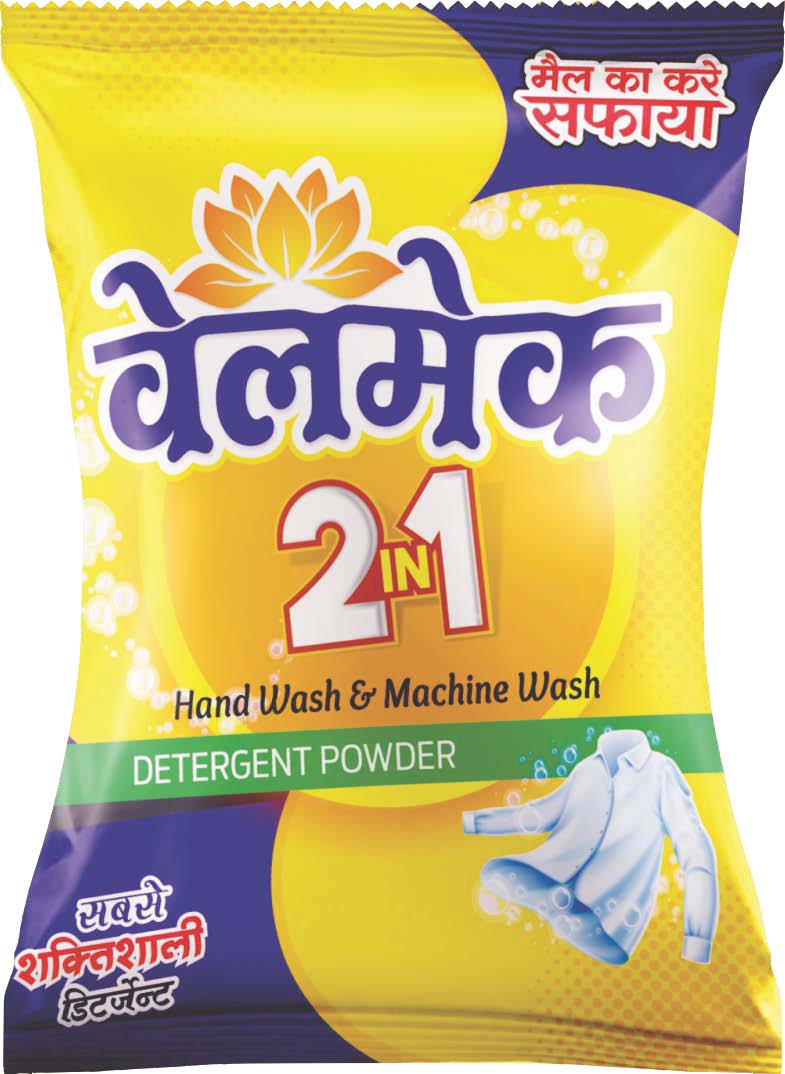 मैल का करे
सफाया
वेलमेक
2 IN 1
Hand Wash & Machine Wash
DETERGENT POWDER
सबसे
शक्तिशाली
डिटर्जेन्ट